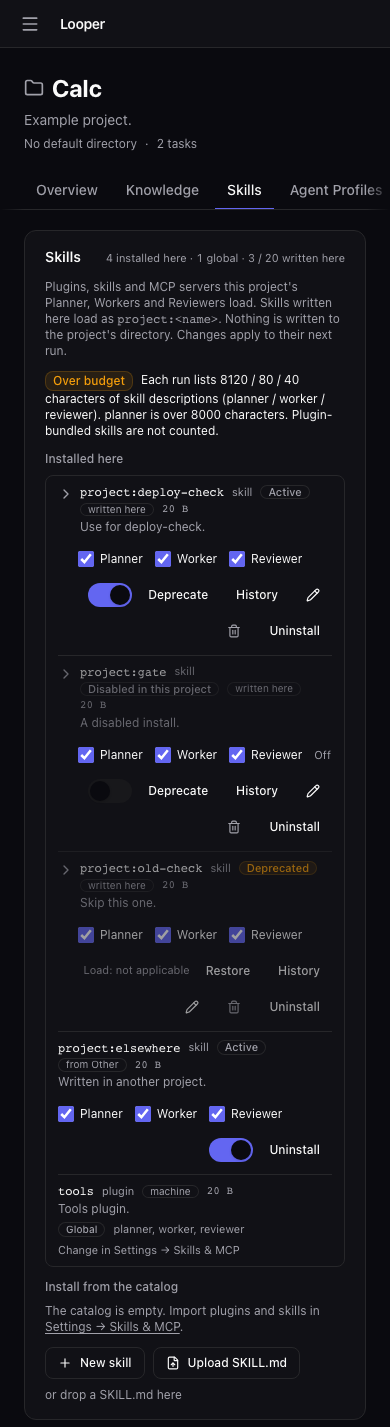 Looper
Calc
Example project.
No default directory · 2 tasks
Overview Knowledge Skills Agent Profiles
Skills 4 installed here · 1 global · 3 / 20 written here
Plugins, skills and MCP servers this project's
Planner, Workers and Reviewers load. Skills written
here load as project:<name>. Nothing is written to
the project's directory. Changes apply to their next
run.
Over budget Each run lists 8120 / 80 / 40
characters of skill descriptions (planner / worker /
reviewer). planner is over 8000 characters. Plugin-
bundled skills are not counted.
Installed here
project:deploy-check skill Active
written here 20 B
Use for deploy-check.
Planner Worker Reviewer
Deprecate History
Uninstall
project:gate skill
Disabled in this project written here
20 B
A disabled install.
Planner Worker Reviewer Off
Deprecate History
Uninstall
project:old-check skill Deprecated
written here 20 B
Skip this one.
Planner Worker Reviewer
Load: not applicable Restore History
Uninstall
project:elsewhere skill Active
from Other 20 B
Written in another project.
Planner Worker Reviewer
Uninstall
tools plugin machine 20 B
Tools plugin.
Global planner, worker, reviewer
Change in Settings → Skills & MCP
Install from the catalog
The catalog is empty. Import plugins and skills in
Settings → Skills & MCP.
New skill Upload SKILL.md
or drop a SKILL.md here